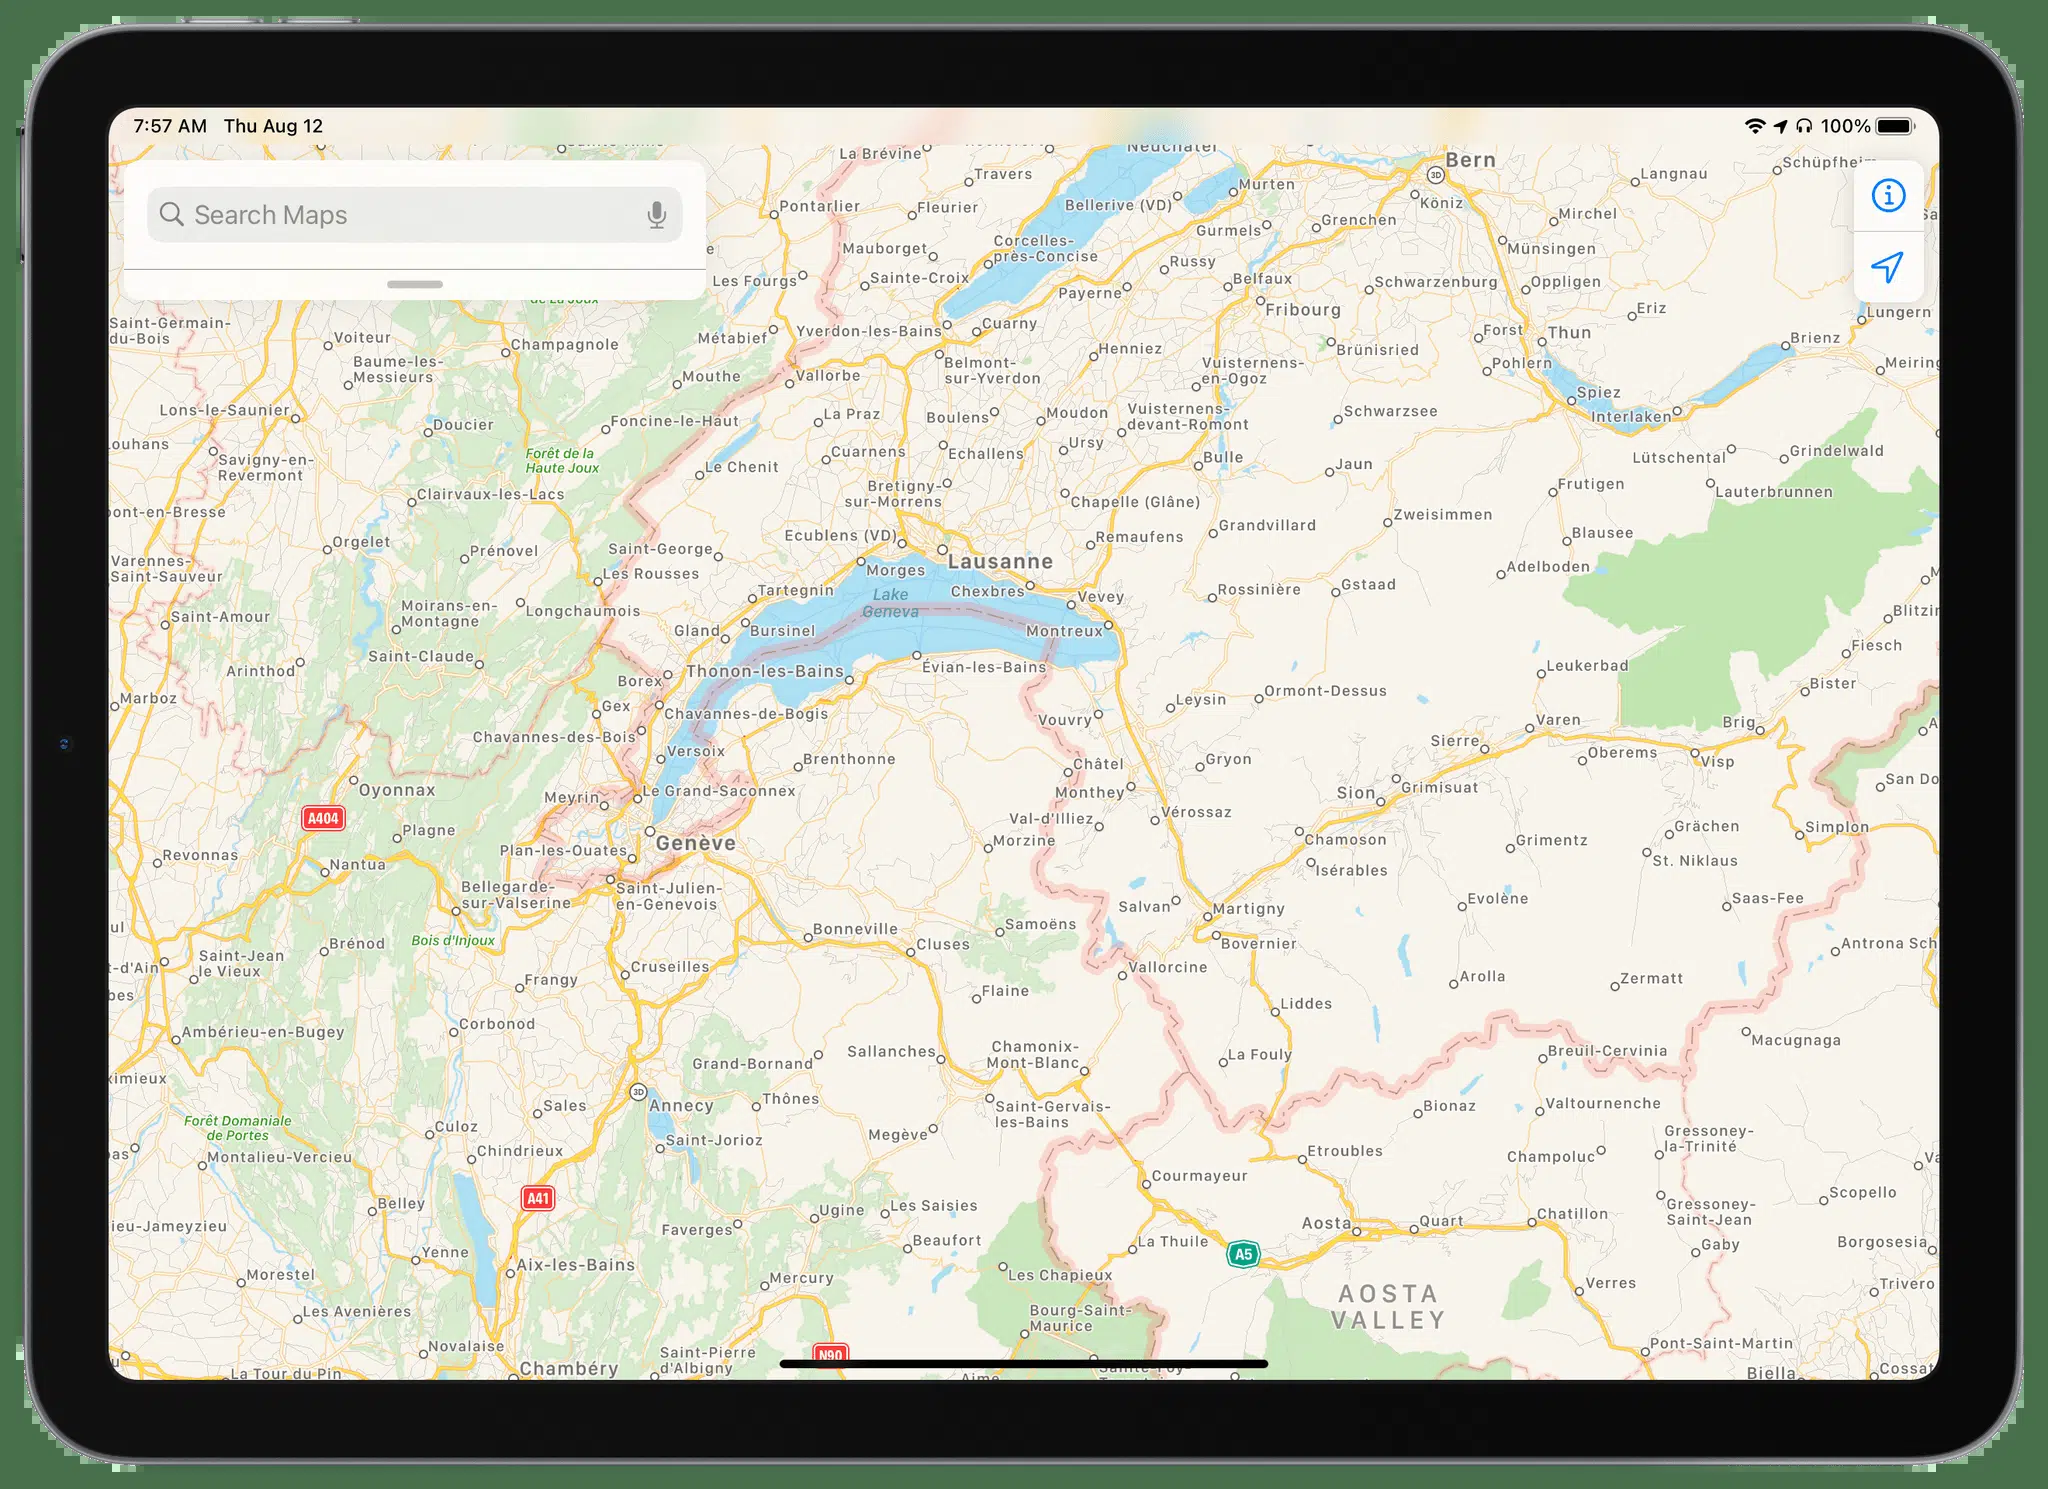 7:57 AM Thu Aug 12
100%
Search Maps
Neuchâtel
Bern
La Brévine
Travers
Schüpfheim
Langnau
Murten
Pontarlier
Fleurier
Bellerive (VD)
Köniz
Mirchel
Grenchen
Gurmels
Mauborget
Corcelles-
près-Concise
Münsingen
Russy
Sainte-Croix
Les Fourgs
Belfaux
Schwarzenburg
Oppligen
Payerne
de La Joux
Fribourg
Eriz
Lungern
Saint-Germain-
du-Bois
Voiteur
Champagnole
Métabief
Yverdon-les-Bains
Cuarny
Forst
Thun
Brienz
Baume-les-
Messieurs
Henniez
Brünisried
Pohlern
Meiring
Mouthe
Vallorbe
Belmont-
sur-Yverdon
Vuisternens-
en-Ogoz
Spiez
Interlaken
Lons-le-Saunier
Doucier
Foncine-le-Haut
La Praz
Boulens
Moudon
Vuisternens-
devant-Romont
Schwarzsee
ouhans
Savigny-en-
Revermont
Forêt de la
Haute Joux
Le Chenit
Cuarnens
Echallens
Ursy
Bulle
Jaun
Lütschental
Grindelwald
Clairvaux-les-Lacs
Bretigny-
sur-Morrens
Chapelle (Glâne)
Frutigen
Lauterbrunnen
pont-en-Bresse
Zweisimmen
Grandvillard
Orgelet
Prénovel
Saint-George
Ecublens (VD)
Lausanne
Remaufens
Blausee
Varennes-
Saint-Sauveur
Les Rousses
Morges
Adelboden
Tartegnin
Lake
Geneva
Chexbres
Vevey
Rossinière
Gstaad
Saint-Amour
Moirans-en-
Montagne
Longchaumois
Gland
Bursinel
Montreux
Blitzin
Arinthod
Saint-Claude
Borex
Thonon-les-Bains
Évian-les-Bains
Leukerbad
Fiesch
Marboz
Gex
Chavannes-de-Bogis
Leysin
Ormont-Dessus
Bister
Chavannes-des-Bois
Vouvry
Varen
Brig
Versoix
Brenthonne
Châtel
Gryon
Sierre
Oberems
Visp
San Do
Oyonnax
Meyrin
Le Grand-Saconnex
Monthey
Sion
Grimisuat
A404
Plagne
Genève
Val-d'Illiez
Vérossaz
Grächen
Simplon
Revonnas
Nantua
Plan-les-Ouates
Morzine
Chamoson
Isérables
Grimentz
St. Niklaus
Bellegarde-
sur-Valserine
Saint-Julien-
en-Genevois
Salvan
Martigny
Evolène
Saas-Fee
Bois d'Injoux
Brénod
Bonneville
Cluses
Samoëns
Bovernier
Antrona Sch
t-d'Ain
Saint-Jean
le Vieux
Frangy
Cruseilles
Vallorcine
Arolla
Zermatt
Flaine
Liddes
Ambérieu-en-Bugey
Corbonod
Grand-Bornand
Sallanches
Chamonix-
Mont-Blanc
La Fouly
Breuil-Cervinia
Macugnaga
ximieux
Annecy
Thônes
Saint-Gervais-
les-Bains
Bionaz
Valtournenche
Forêt Domaniale
de Portes
Sales
Culoz
Saint-Jorioz
Megève
Gressoney-
la-Trinité
Montalieu-Vercieu
Chindrieux
Etroubles
Champoluc
A41
Courmayeur
Belley
Faverges
Ugine
Les Saisies
Gressoney-
Saint-Jean
Scopello
ieu-Jameyzieu
Yenne
Beaufort
La Thuile
A5
Aosta
Quart
Chatillon
Gaby
Borgosesia
Morestel
Aix-les-Bains
Mercury
Les Chapieux
AOSTA
VALLEY
Verres
Trivero
Les Avenières
Bourg-Saint-
Maurice
Novalaise
Saint-Pierre
d'Albigny
N90
Pont-Saint-Martin
La Tour du Pin
Chambéry
Aime
Biella
Cossat
3D
3D